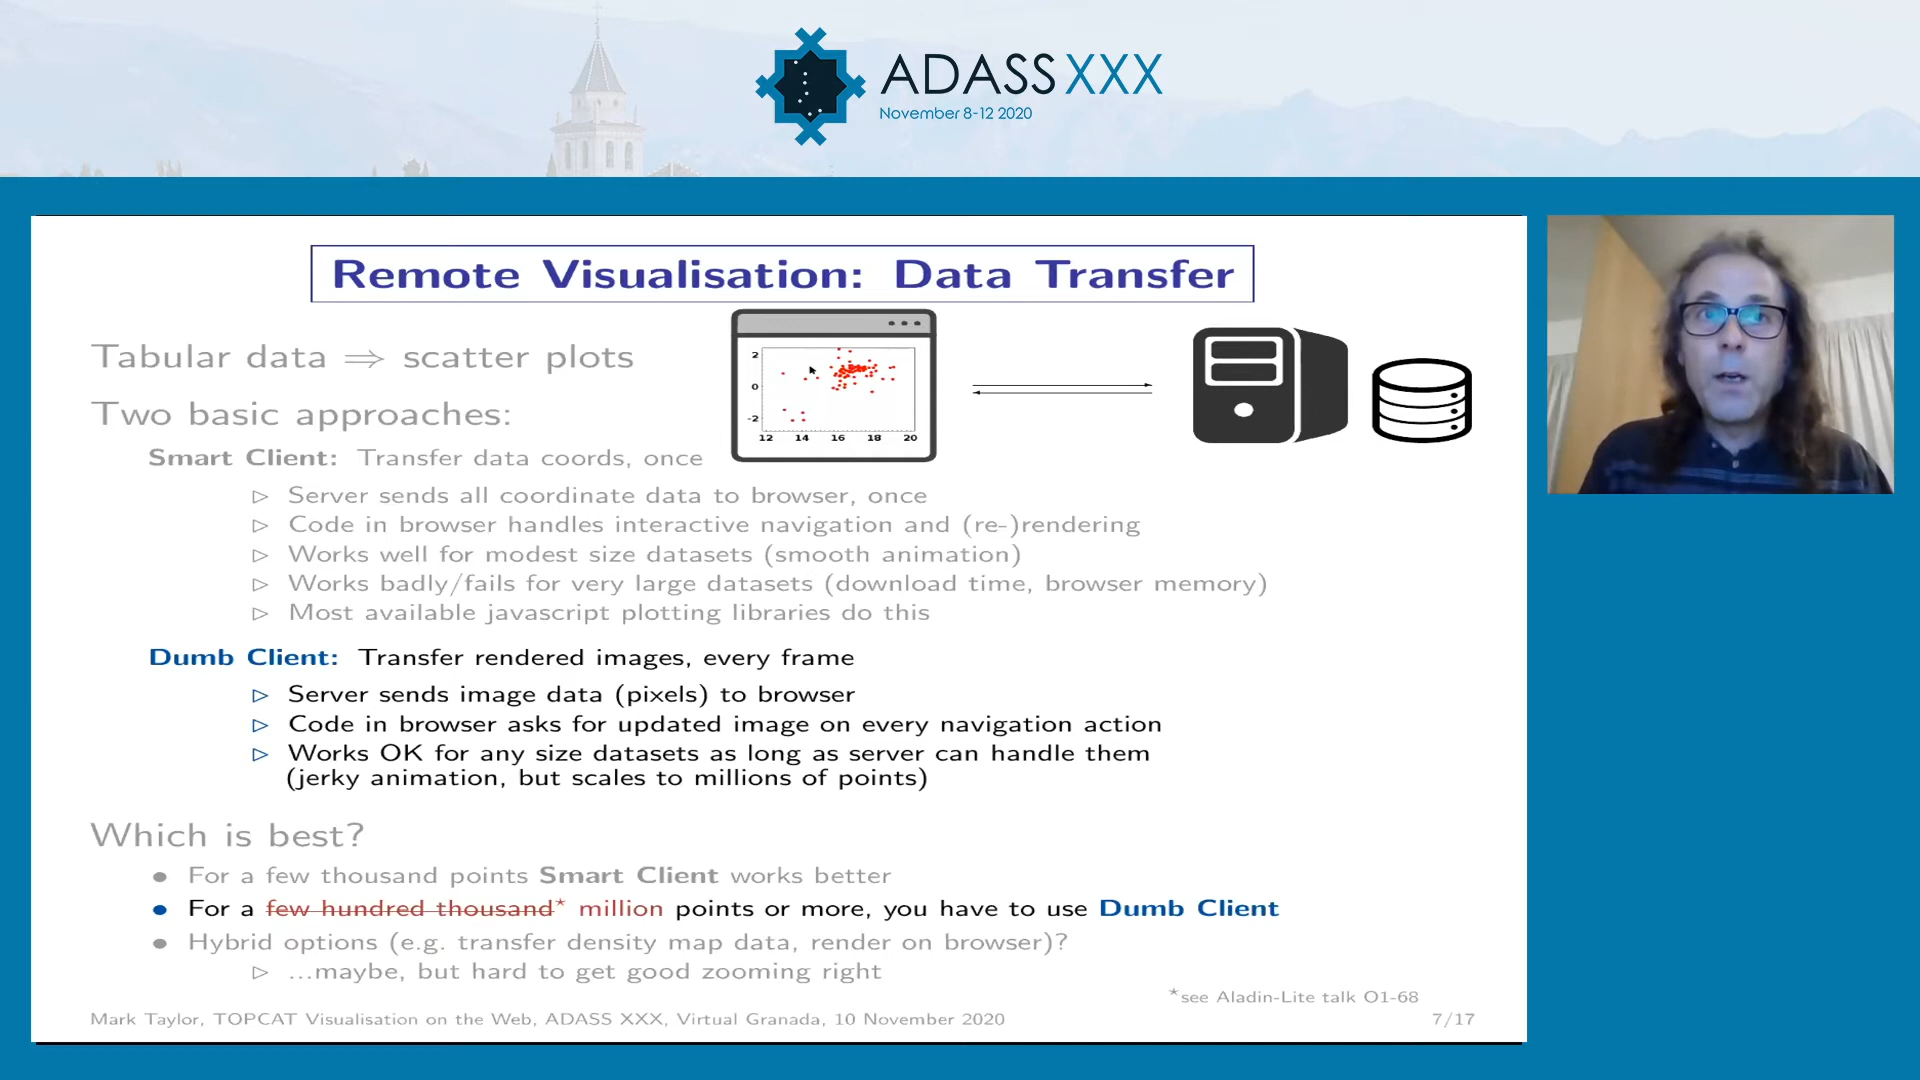 ADASS XXX
November 8-12 2020
Remote Visualisation: Data Transfer
Tabular data ⇒ scatter plots
2
0
-2
12 14 16 18 20
Two basic approaches:
Smart Client: Transfer data coords, once
▷ Server sends all coordinate data to browser, once
▷ Code in browser handles interactive navigation and (re-)rendering
▷ Works well for modest size datasets (smooth animation)
▷ Works badly/fails for very large datasets (download time, browser memory)
▷ Most available javascript plotting libraries do this
Dumb Client: Transfer rendered images, every frame
▷ Server sends image data (pixels) to browser
▷ Code in browser asks for updated image on every navigation action
▷ Works OK for any size datasets as long as server can handle them
(jerky animation, but scales to millions of points)
Which is best?
● For a few thousand points Smart Client works better
● For a few hundred thousand* million points or more, you have to use Dumb Client
● Hybrid options (e.g. transfer density map data, render on browser)?
▷ ...maybe, but hard to get good zooming right
*see Aladin-Lite talk O1-68
Mark Taylor, TOPCAT Visualisation on the Web, ADASS XXX, Virtual Granada, 10 November 2020
7/17